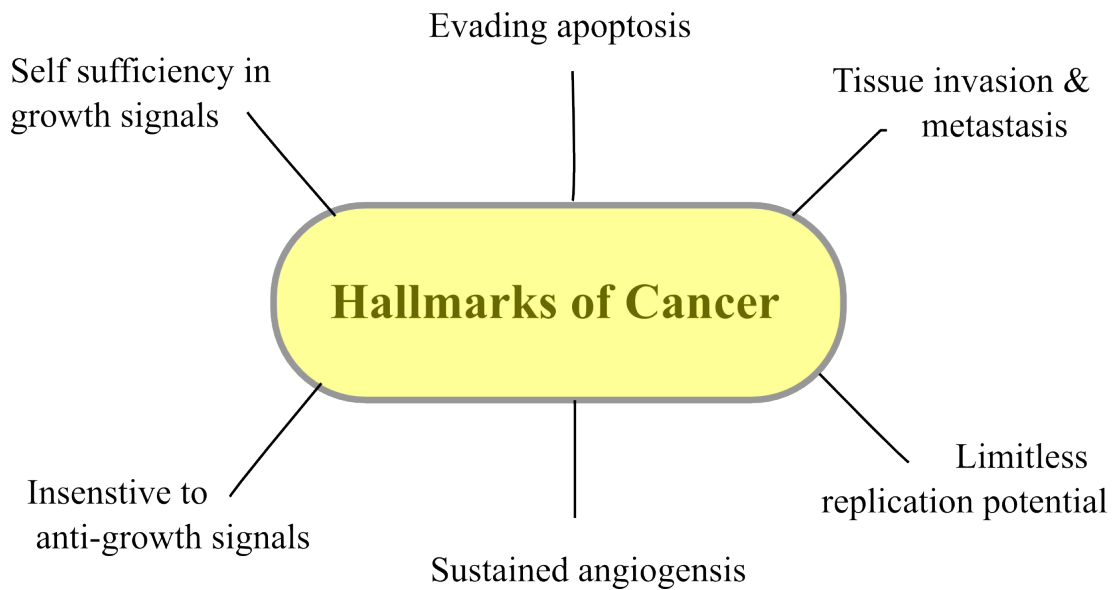 Evading apoptosis
Self sufficiency in
growth signals
Tissue invasion &
metastasis
Hallmarks of Cancer
Insenstive to
anti-growth signals
Limitless
replication potential
Sustained angiogensis